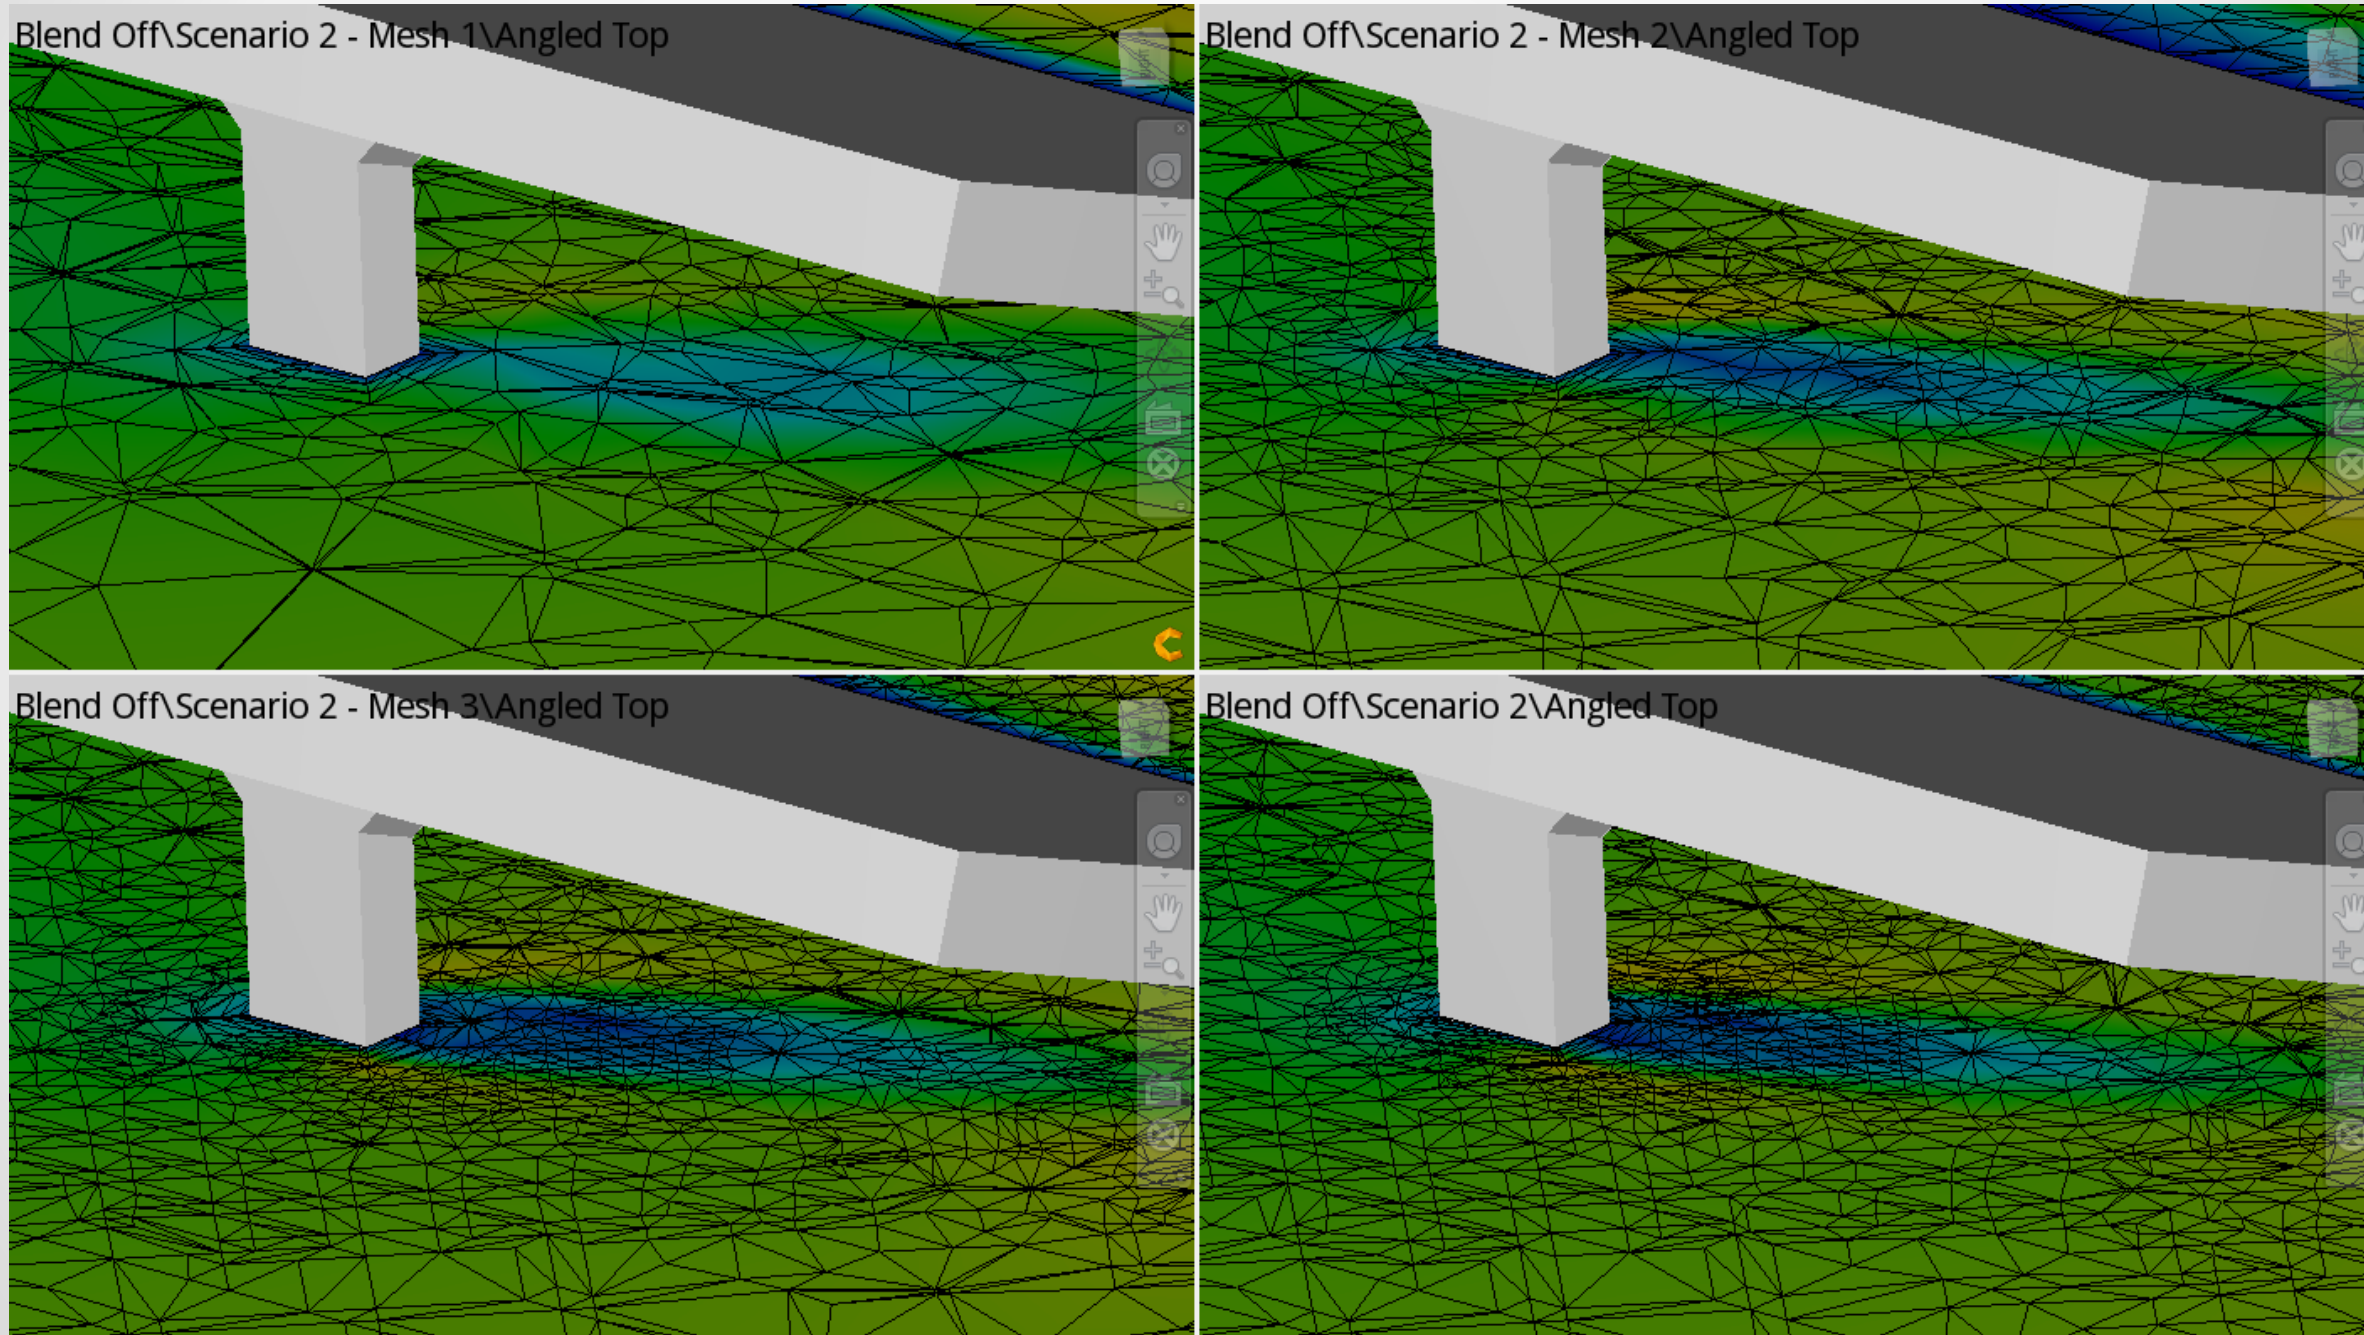 Blend Off\Scenario 2 - Mesh 1\Angled Top
Blend Off\Scenario 2 - Mesh 2\Angled Top
Blend Off\Scenario 2 - Mesh 3\Angled Top
Blend Off\Scenario 2\Angled Top